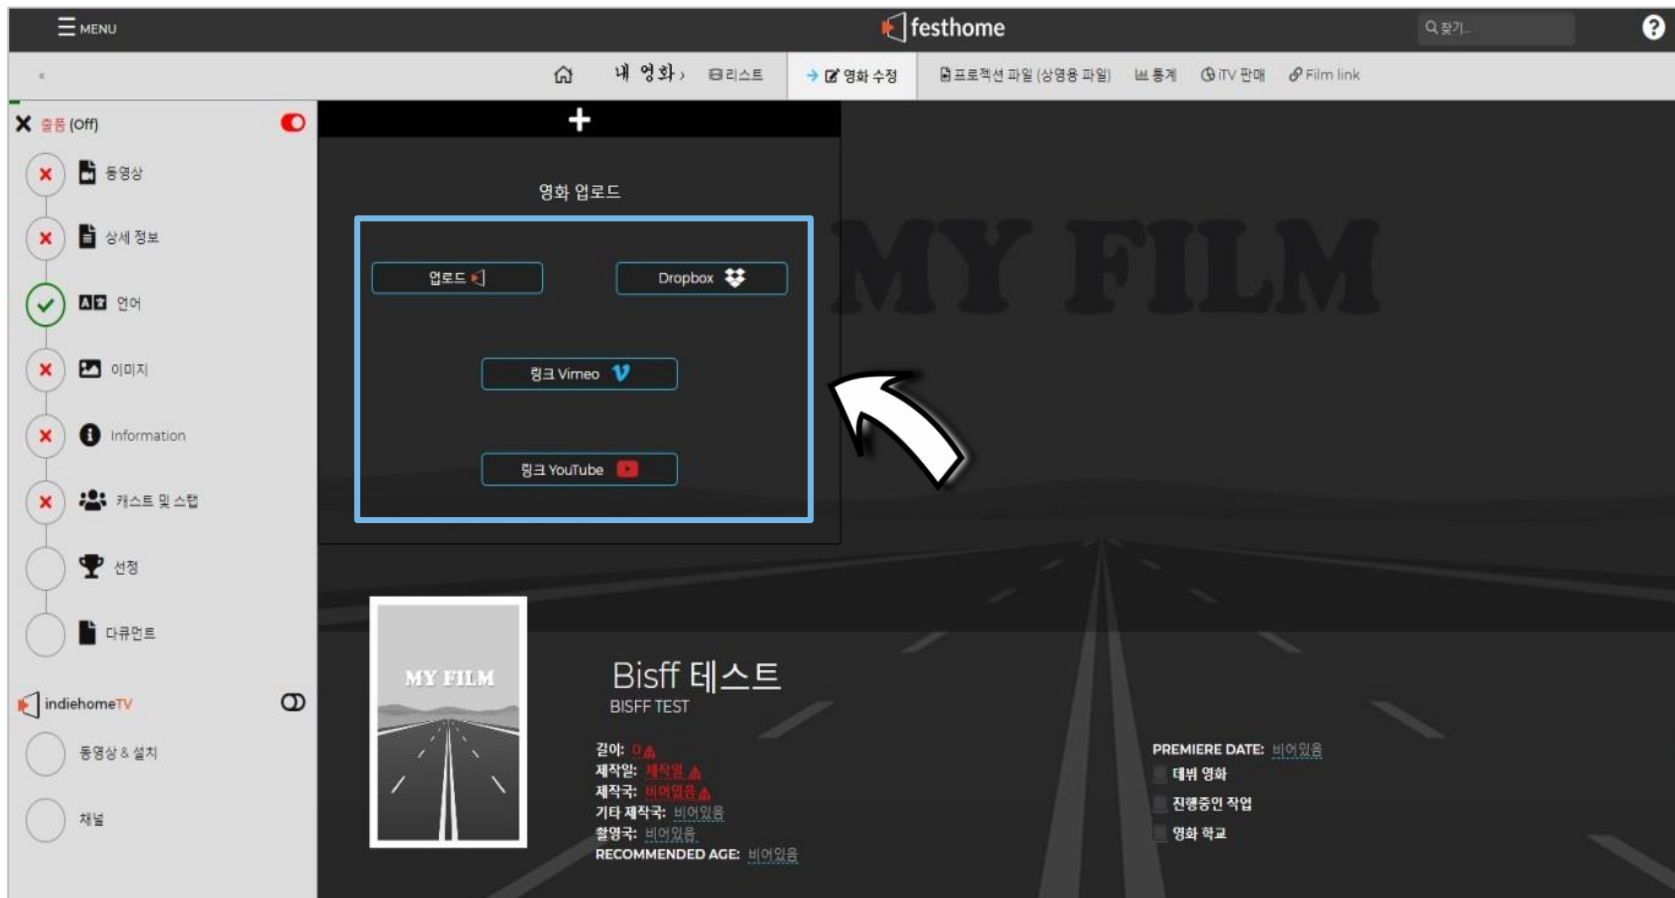 MENU
festhome
찾기...
«
내 영화 ›
리스트
→ 영화 수정
프로젝션 파일 (상영용 파일)
통계
iTV 판매
Film link
출품 (Off)
동영상
상세 정보
언어
이미지
Information
캐스트 및 스탭
선정
다큐먼트
indiehomeTV
동영상 & 설치
채널
+
영화 업로드
업로드
Dropbox
링크 Vimeo
링크 YouTube
MY FILM
MY FILM
Bisff 테스트
BISFF TEST
길이: 0
제작일: 제작일
제작국: 비어있음
기타 제작국: 비어있음
촬영국: 비어있음
RECOMMENDED AGE: 비어있음
PREMIERE DATE: 비어있음
데뷔 영화
진행중인 작업
영화 학교